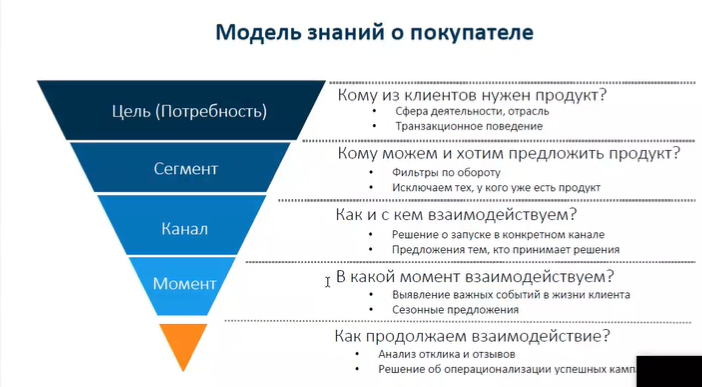 Модель знаний о покупателе
Цель (Потребность)
Кому из клиентов нужен продукт?
• Сфера деятельности, отрасль
• Транзакционное поведение
Сегмент
Кому можем и хотим предложить продукт?
• Фильтры по обороту
• Исключаем тех, у кого уже есть продукт
Канал
Как и с кем взаимодействуем?
• Решение о запуске в конкретном канале
• Предложения тем, кто принимает решения
Момент
В какой момент взаимодействуем?
• Выявление важных событий в жизни клиента
• Сезонные предложения
Как продолжаем взаимодействие?
• Анализ отклика и отзывов
• Решение об операционализации успешных